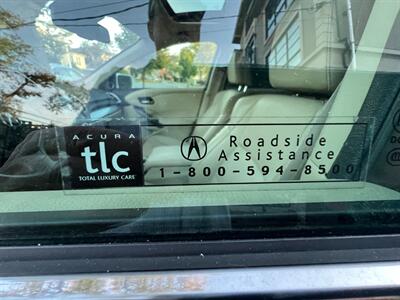 ACURA
tlc
TOTAL LUXURY CARE
Roadside
Assistance
1-800-594-8500